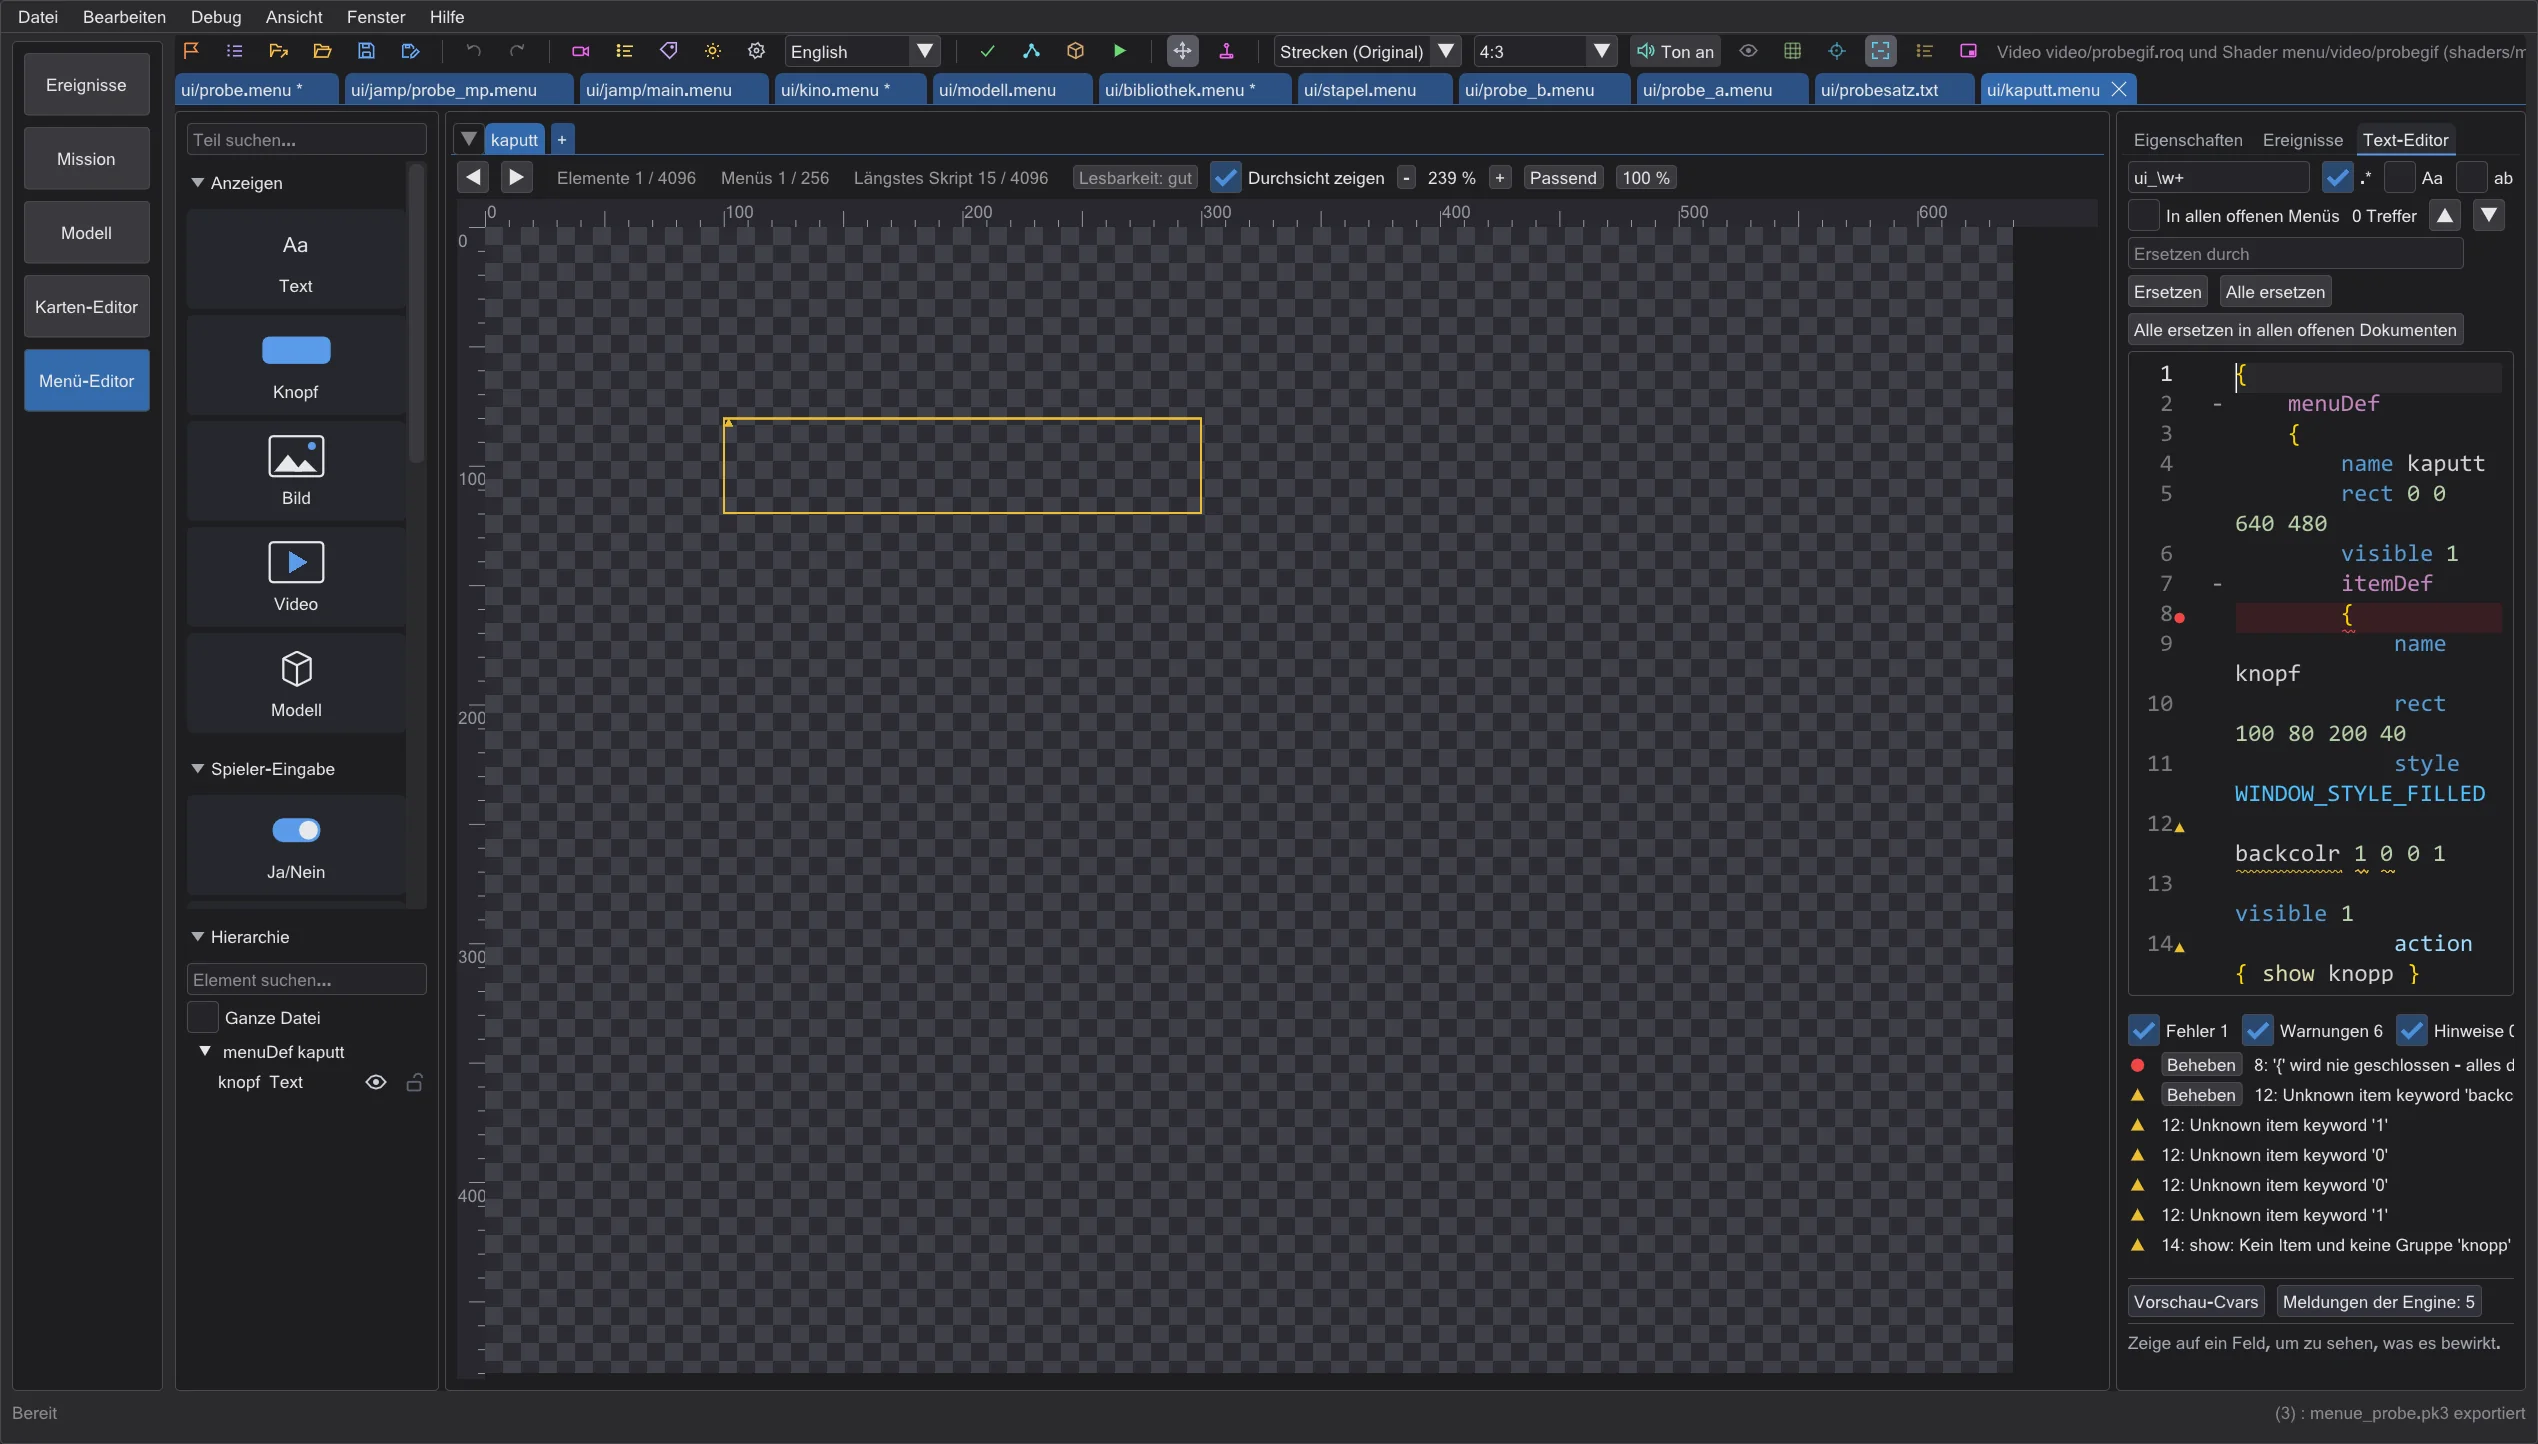 Datei Bearbeiten Debug Ansicht Fenster Hilfe
English Strecken (Original) 4:3 Ton an Video video/probegif.roq und Shader menu/video/probegif (shaders/m
ui/probe.menu * ui/jamp/probe_mp.menu ui/jamp/main.menu ui/kino.menu * ui/modell.menu ui/bibliothek.menu * ui/stapel.menu ui/probe_b.menu ui/probe_a.menu ui/probesatz.txt ui/kaputt.menu
Ereignisse
Mission
Modell
Karten-Editor
Menü-Editor
Teil suchen...
Anzeigen
Aa
Text
Knopf
Bild
Video
Modell
Spieler-Eingabe
Ja/Nein
Hierarchie
Element suchen...
Ganze Datei
menuDef kaputt
knopf Text
kaputt +
Elemente 1 / 4096 Menüs 1 / 256 Längstes Skript 15 / 4096 Lesbarkeit: gut Durchsicht zeigen - 239 % + Passend 100 %
0 100 200 300 400 500 600
0
100
200
300
400
Eigenschaften Ereignisse Text-Editor
ui_\w+ .* Aa ab
In allen offenen Menüs 0 Treffer
Ersetzen durch
Ersetzen Alle ersetzen
Alle ersetzen in allen offenen Dokumenten
1 {
2 - menuDef
3 {
4 name kaputt
5 rect 0 0
640 480
6 visible 1
7 - itemDef
8 {
9 name
knopf
10 rect
100 80 200 40
11 style
WINDOW_STYLE_FILLED
12
backcolr 1 0 0 1
13
visible 1
14 action
{ show knopp }
Fehler 1 Warnungen 6 Hinweise 0
Beheben 8: '{' wird nie geschlossen - alles d
Beheben 12: Unknown item keyword 'backc
12: Unknown item keyword '1'
12: Unknown item keyword '0'
12: Unknown item keyword '0'
12: Unknown item keyword '1'
14: show: Kein Item und keine Gruppe 'knopp'
Vorschau-Cvars Meldungen der Engine: 5
Zeige auf ein Feld, um zu sehen, was es bewirkt.
Bereit (3) : menue_probe.pk3 exportiert